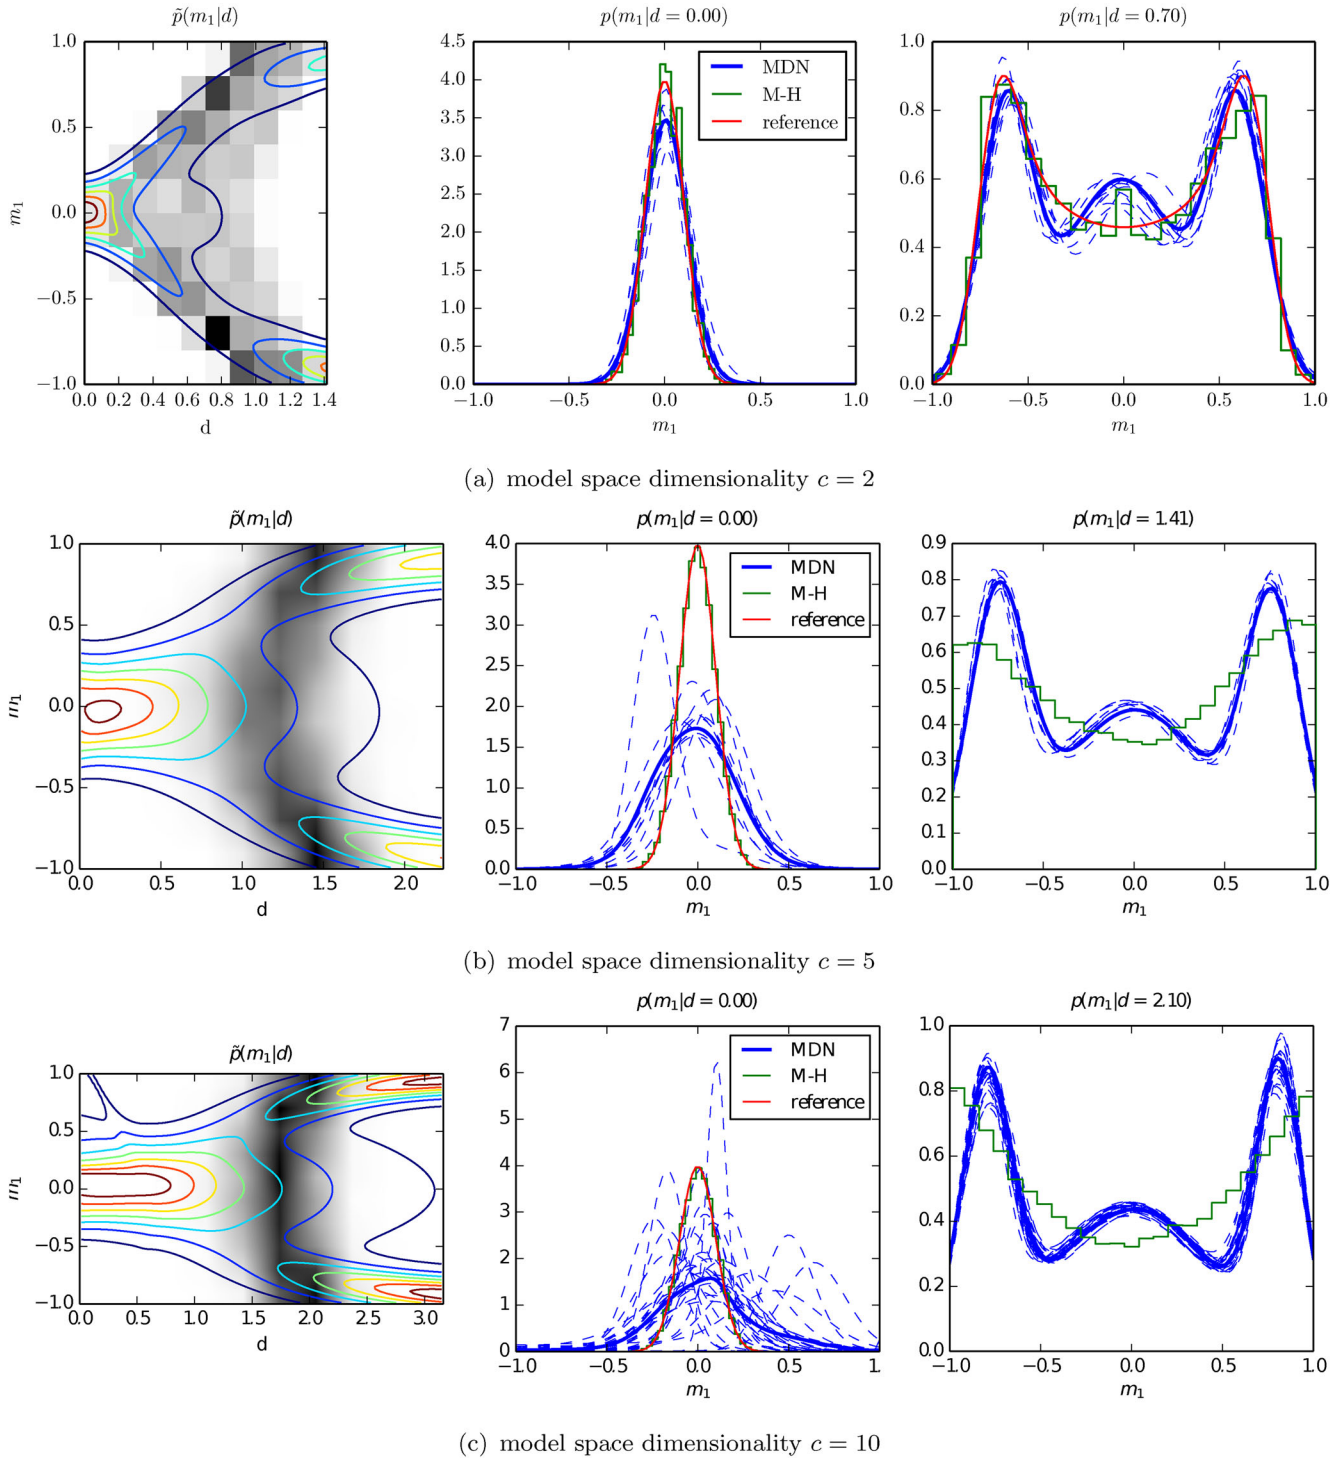 p̃(m₁|d)
p(m₁|d = 0.00)
p(m₁|d = 0.70)
1.0
0.5
0.0
−0.5
−1.0
m₁
0.0 0.2 0.4 0.6 0.8 1.0 1.2 1.4
d
4.5
4.0
3.5
3.0
2.5
2.0
1.5
1.0
0.5
0.0
MDN
M-H
reference
−1.0 −0.5 0.0 0.5 1.0
m₁
1.0
0.8
0.6
0.4
0.2
0.0
−1.0 −0.5 0.0 0.5 1.0
m₁
(a) model space dimensionality c = 2
p̃(m₁|d)
p(m₁|d = 0.00)
p(m₁|d = 1.41)
1.0
0.5
0.0
−0.5
−1.0
m₁
0.0 0.5 1.0 1.5 2.0
d
4.0
3.5
3.0
2.5
2.0
1.5
1.0
0.5
0.0
MDN
M-H
reference
−1.0 −0.5 0.0 0.5 1.0
m₁
0.9
0.8
0.7
0.6
0.5
0.4
0.3
0.2
0.1
0.0
−1.0 −0.5 0.0 0.5 1.0
m₁
(b) model space dimensionality c = 5
p̃(m₁|d)
p(m₁|d = 0.00)
p(m₁|d = 2.10)
1.0
0.5
0.0
−0.5
−1.0
m₁
0.0 0.5 1.0 1.5 2.0 2.5 3.0
d
7
6
5
4
3
2
1
0
MDN
M-H
reference
−1.0 −0.5 0.0 0.5 1.
m₁
1.0
0.8
0.6
0.4
0.2
0.0
−1.0 −0.5 0.0 0.5 1.0
m₁
(c) model space dimensionality c = 10